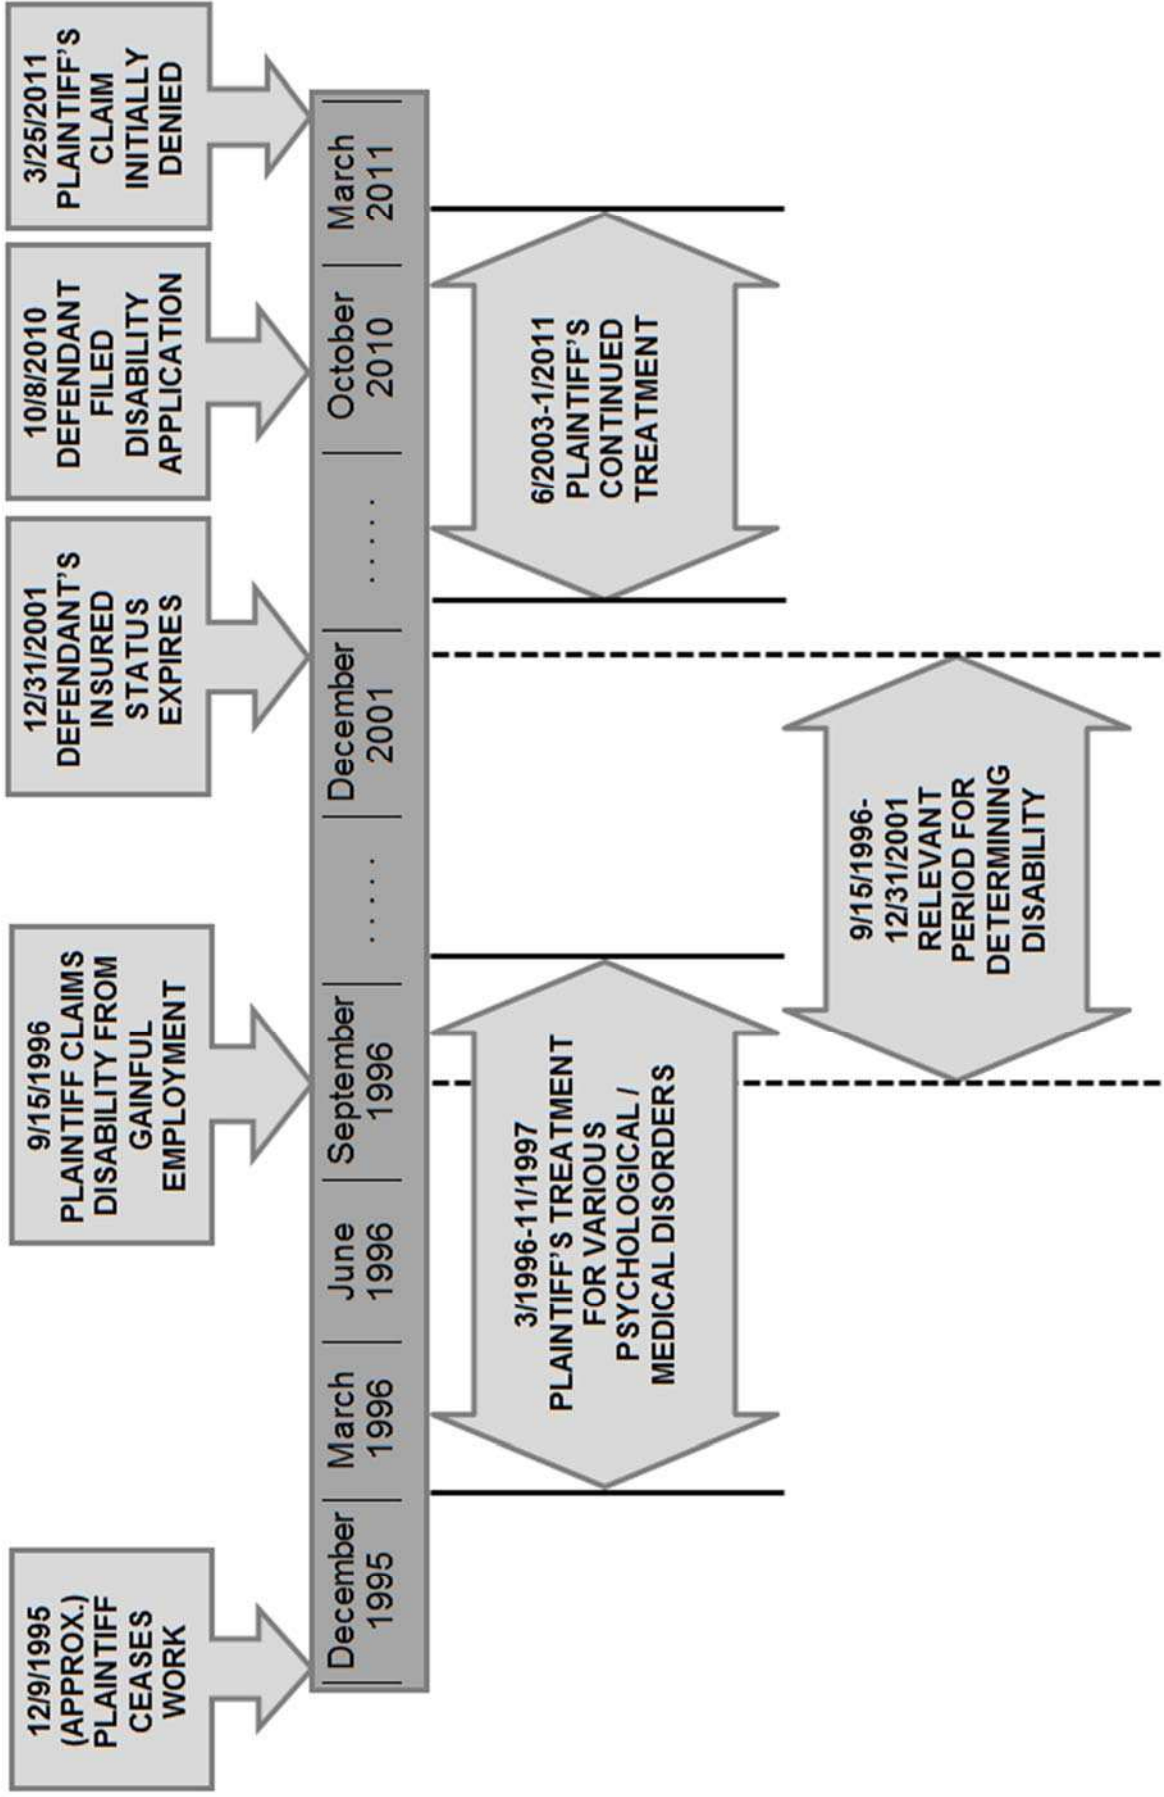 12/9/1995
(APPROX.)
PLAINTIFF
CEASES
WORK
9/15/1996
PLAINTIFF CLAIMS
DISABILITY FROM
GAINFUL
EMPLOYMENT
12/31/2001
DEFENDANT'S
INSURED
STATUS
EXPIRES
10/8/2010
DEFENDANT
FILED
DISABILITY
APPLICATION
3/25/2011
PLAINTIFF'S
CLAIM
INITIALLY
DENIED
December
1995
March
1996
June
1996
September
1996
. . . . .
December
2001
. . . . .
October
2010
March
2011
3/1996-11/1997
PLAINTIFF'S TREATMENT
FOR VARIOUS
PSYCHOLOGICAL /
MEDICAL DISORDERS
6/2003-1/2011
PLAINTIFF'S
CONTINUED
TREATMENT
9/15/1996-
12/31/2001
RELEVANT
PERIOD FOR
DETERMINING
DISABILITY